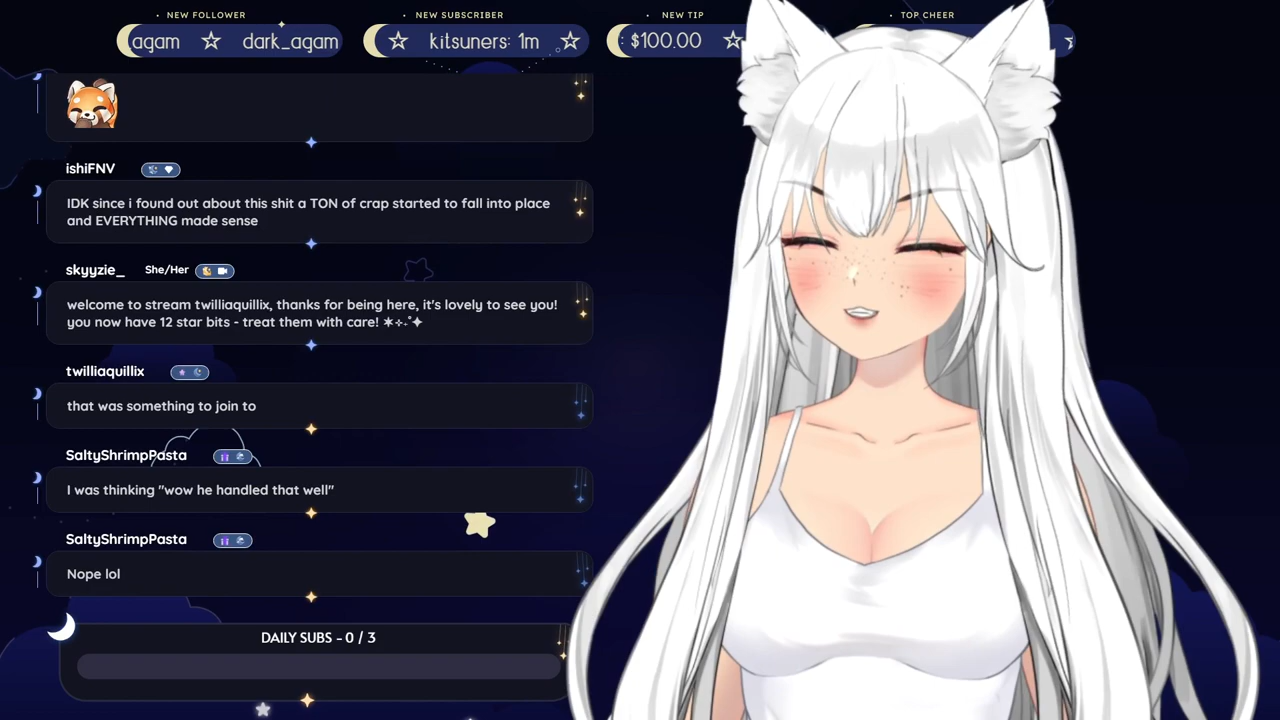 NEW FOLLOWER
NEW SUBSCRIBER
NEW TIP
TOP CHEER
agam ☆ dark_agam
☆ kitsuners: 1m ☆
: $100.00 ☆
ishiFNV
IDK since i found out about this shit a TON of crap started to fall into place
and EVERYTHING made sense
skyyzie_ She/Her
welcome to stream twilliaquillix, thanks for being here, it's lovely to see you!
you now have 12 star bits - treat them with care! ✶⊹˖˚✦
twilliaquillix
that was something to join to
SaltyShrimpPasta
I was thinking "wow he handled that well"
SaltyShrimpPasta
Nope lol
DAILY SUBS - 0 / 3